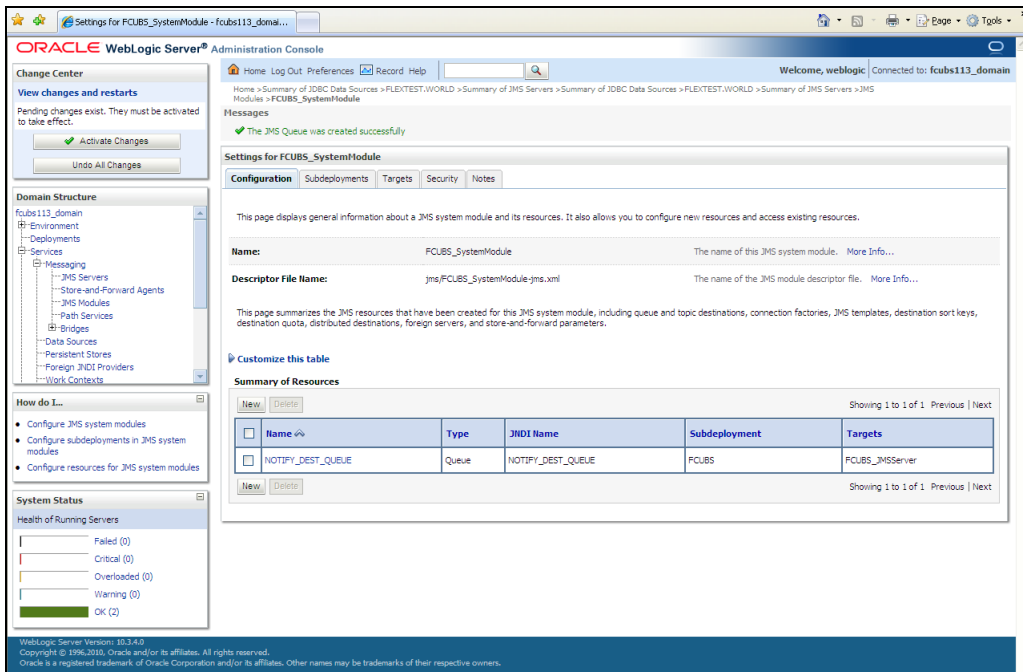 Settings for FCUBS_SystemModule - fcubs113_domai...
Page
Tools
ORACLE WebLogic Server® Administration Console
Change Center
View changes and restarts
Pending changes exist. They must be activated
to take effect.
Activate Changes
Undo All Changes
Domain Structure
fcubs113_domain
Environment
Deployments
Services
Messaging
JMS Servers
Store-and-Forward Agents
JMS Modules
Path Services
Bridges
Data Sources
Persistent Stores
Foreign JNDI Providers
Work Contexts
How do I...
Configure JMS system modules
Configure subdeployments in JMS system
modules
Configure resources for JMS system modules
System Status
Health of Running Servers
Failed (0)
Critical (0)
Overloaded (0)
Warning (0)
OK (2)
Home Log Out Preferences Record Help
Welcome, weblogic Connected to: fcubs113_domain
Home >Summary of JDBC Data Sources >FLEXTEST.WORLD >Summary of JMS Servers >Summary of JDBC Data Sources >FLEXTEST.WORLD >Summary of JMS Servers >JMS
Modules >FCUBS_SystemModule
Messages
The JMS Queue was created successfully
Settings for FCUBS_SystemModule
Configuration Subdeployments Targets Security Notes
This page displays general information about a JMS system module and its resources. It also allows you to configure new resources and access existing resources.
Name: FCUBS_SystemModule The name of this JMS system module. More Info...
Descriptor File Name: jms/FCUBS_SystemModule-jms.xml The name of the JMS module descriptor file. More Info...
This page summarizes the JMS resources that have been created for this JMS system module, including queue and topic destinations, connection factories, JMS templates, destination sort keys,
destination quota, distributed destinations, foreign servers, and store-and-forward parameters.
Customize this table
Summary of Resources
New Delete Showing 1 to 1 of 1 Previous | Next
Name Type JNDI Name Subdeployment Targets
NOTIFY_DEST_QUEUE Queue NOTIFY_DEST_QUEUE FCUBS FCUBS_JMSServer
New Delete Showing 1 to 1 of 1 Previous | Next
WebLogic Server Version: 10.3.4.0
Copyright © 1996,2010, Oracle and/or its affiliates. All rights reserved.
Oracle is a registered trademark of Oracle Corporation and/or its affiliates. Other names may be trademarks of their respective owners.